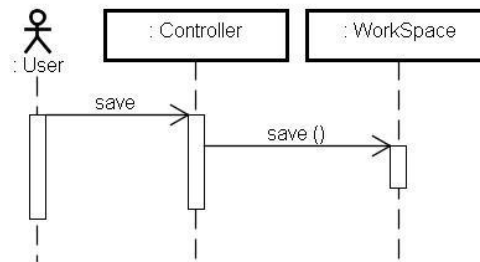 : User
: Controller
: WorkSpace
save
save ()